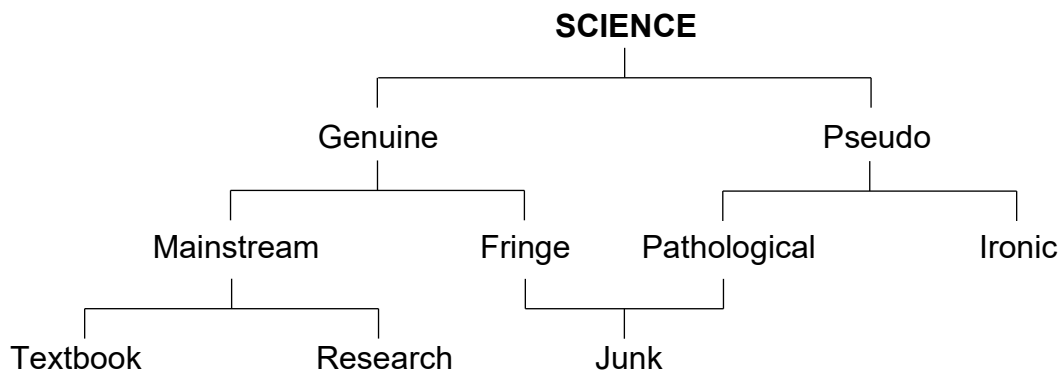 SCIENCE
Genuine Pseudo
Mainstream Fringe Pathological Ironic
Textbook Research Junk